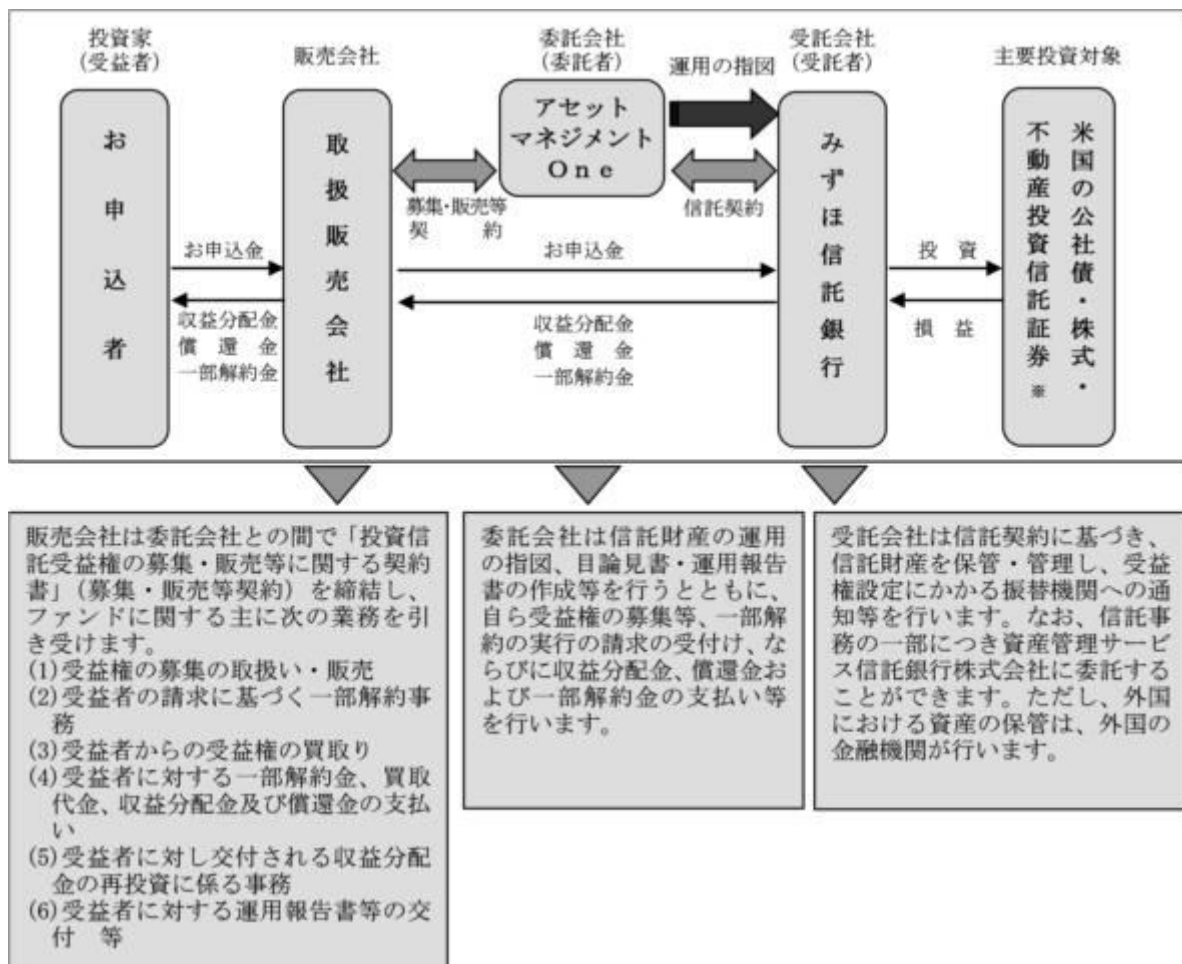 投資家
(受益者)
販売会社
委託会社
(委託者)
運用の指図
受託会社
(受託者)
主要投資対象
お申込者
取扱販売会社
アセット
マネジメント
One
みずほ信託銀行
米国の公社債・株式・
不動産投資信託証券※
募集・販売等
契　約
信託契約
お申込金
収益分配金
償　還　金
一部解約金
お申込金
収益分配金
償　還　金
一部解約金
投　資
損　益
販売会社は委託会社との間で「投資信
託受益権の募集・販売等に関する契約
書」(募集・販売等契約）を締結し、
ファンドに関する主に次の業務を引
き受けます。
(1)受益権の募集の取扱い・販売
(2)受益者の請求に基づく一部解約事
務
(3)受益者からの受益権の買取り
(4)受益者に対する一部解約金、買取
代金、収益分配金及び償還金の支払
い
(5)受益者に対し交付される収益分配
金の再投資に係る事務
(6)受益者に対する運用報告書等の交
付　等
委託会社は信託財産の運用
の指図、目論見書・運用報告
書の作成等を行うとともに、
自ら受益権の募集等、一部解
約の実行の請求の受付け、な
らびに収益分配金、償還金お
よび一部解約金の支払い等
を行います。
受託会社は信託契約に基づき、
信託財産を保管・管理し、受益
権設定にかかる振替機関への通
知等を行います。なお、信託事
務の一部につき資産管理サービ
ス信託銀行株式会社に委託する
ことができます。ただし、外国
における資産の保管は、外国の
金融機関が行います。